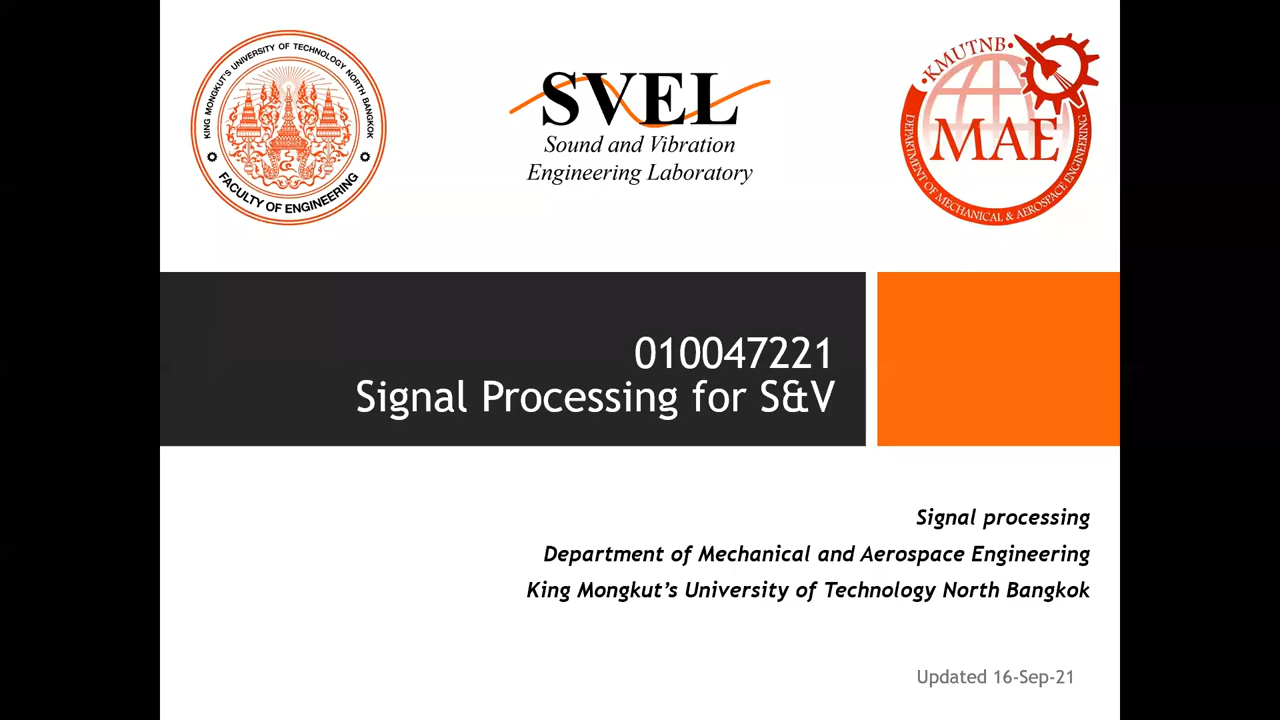 KING MONGKUT'S UNIVERSITY OF TECHNOLOGY NORTH BANGKOK
FACULTY OF ENGINEERING
SVEL
Sound and Vibration
Engineering Laboratory
KMUTNB
MAE
DEPARTMENT OF MECHANICAL & AEROSPACE ENGINEERING
010047221
Signal Processing for S&V
Signal processing
Department of Mechanical and Aerospace Engineering
King Mongkut’s University of Technology North Bangkok
Updated 16-Sep-21